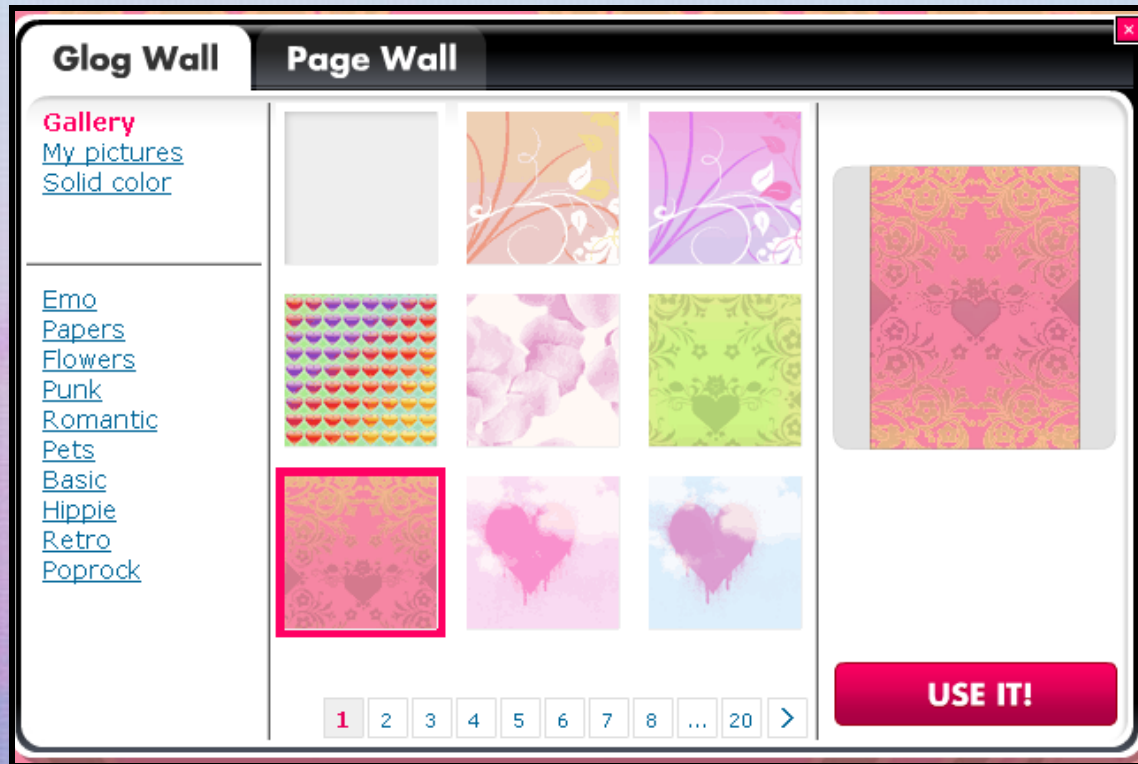 Glog Wall
Page Wall
Gallery
My pictures
Solid color
Emo
Papers
Flowers
Punk
Romantic
Pets
Basic
Hippie
Retro
Poprock
1 2 3 4 5 6 7 8 ... 20 >
USE IT!